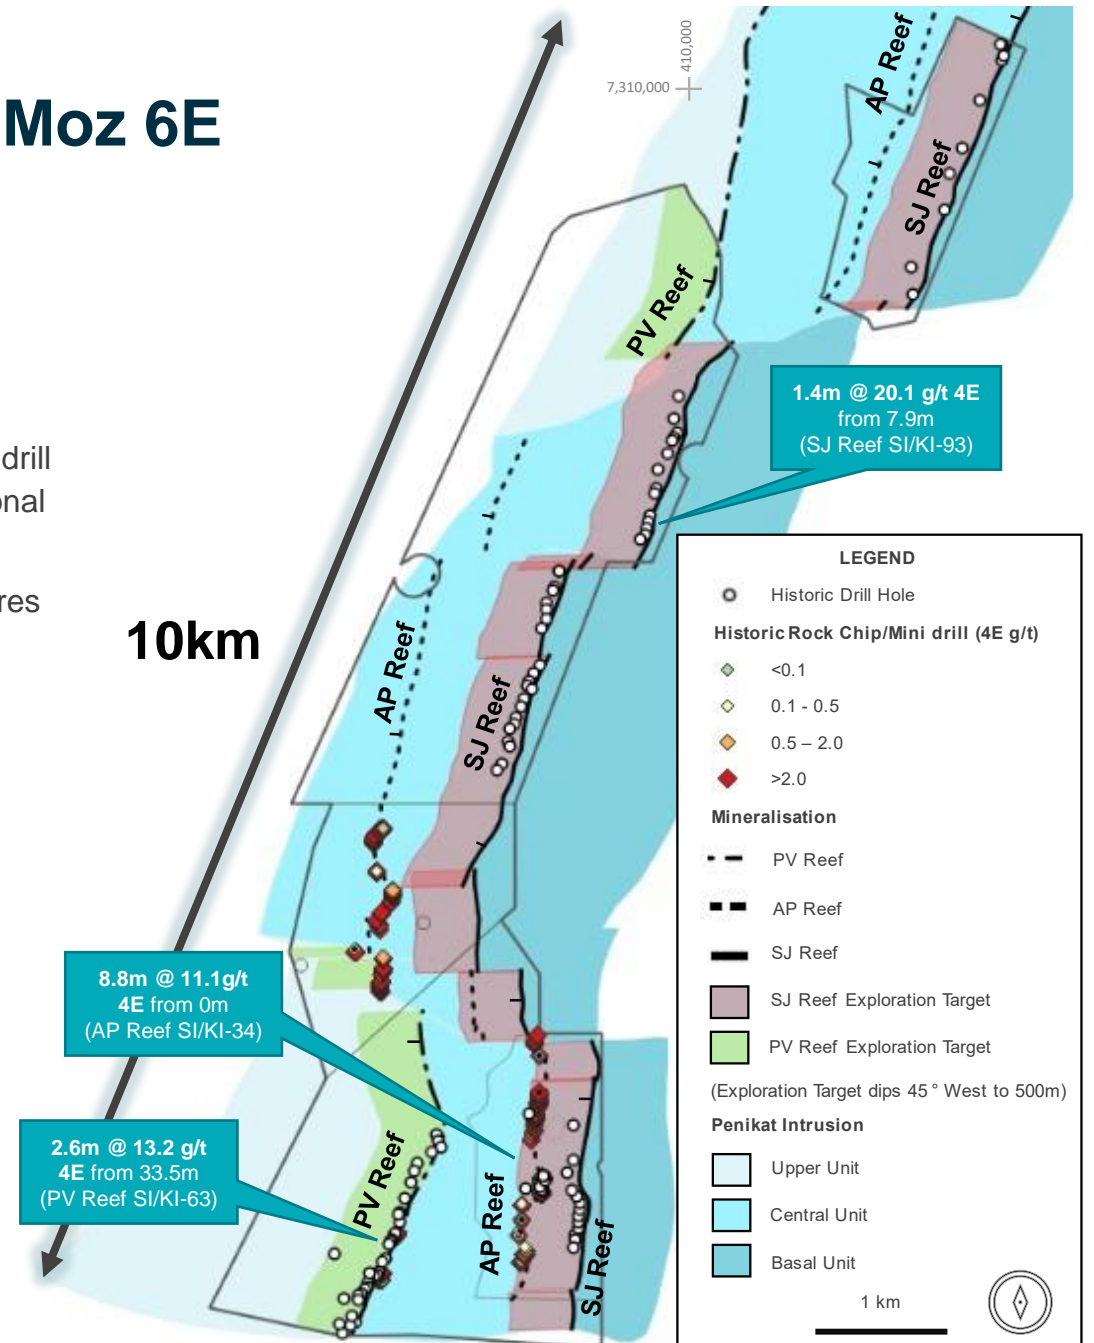 Moz 6E
410,000
7,310,000
AP Reef
SJ Reef
PV Reef
drill
onal
res
10km
1.4m @ 20.1 g/t 4E
from 7.9m
(SJ Reef SI/KI-93)
AP Reef
SJ Reef
8.8m @ 11.1g/t
4E from 0m
(AP Reef SI/KI-34)
2.6m @ 13.2 g/t
4E from 33.5m
(PV Reef SI/KI-63)
PV Reef
AP Reef
SJ Reef
LEGEND
Historic Drill Hole
Historic Rock Chip/Mini drill (4E g/t)
<0.1
0.1 - 0.5
0.5 – 2.0
>2.0
Mineralisation
PV Reef
AP Reef
SJ Reef
SJ Reef Exploration Target
PV Reef Exploration Target
(Exploration Target dips 45° West to 500m)
Penikat Intrusion
Upper Unit
Central Unit
Basal Unit
1 km